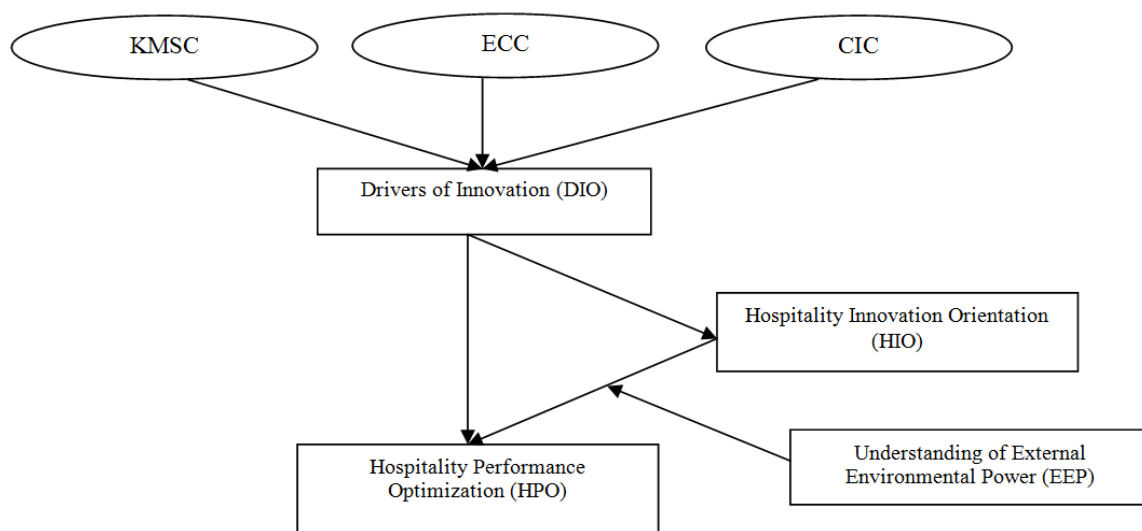 KMSC
ECC
CIC
Drivers of Innovation (DIO)
Hospitality Innovation Orientation
(HIO)
Hospitality Performance
Optimization (HPO)
Understanding of External
Environmental Power (EEP)